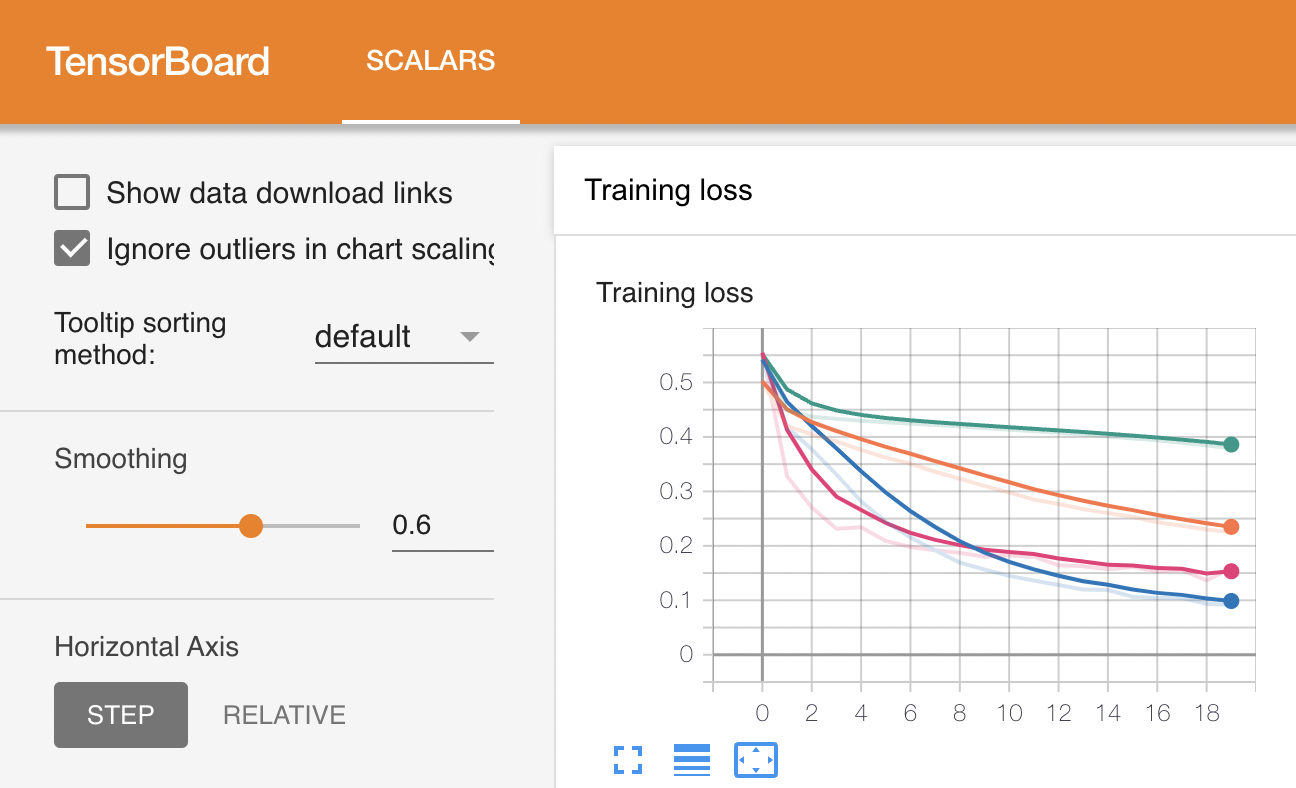 TensorBoard SCALARS
Show data download links
Ignore outliers in chart scaling
Tooltip sorting
method:
default
Smoothing
0.6
Horizontal Axis
STEP RELATIVE
Training loss
Training loss
0.5
0.4
0.3
0.2
0.1
0
0 2 4 6 8 10 12 14 16 18